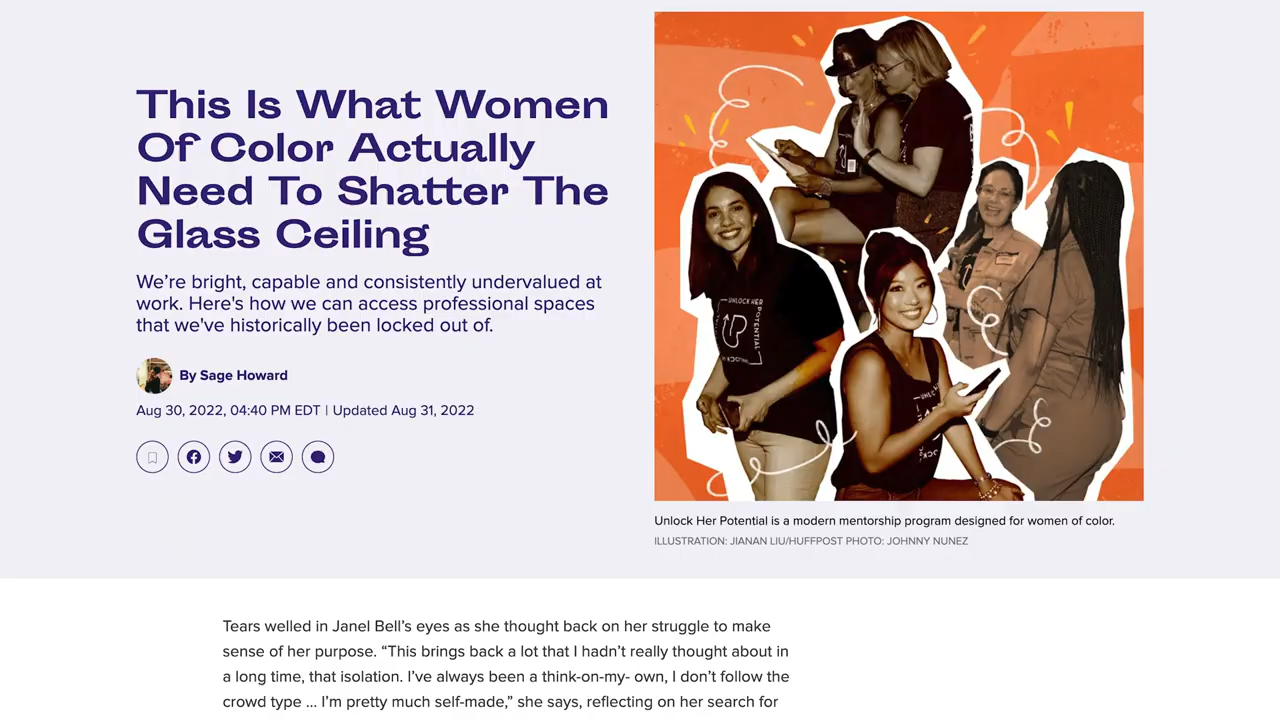 This Is What Women
Of Color Actually
Need To Shatter The
Glass Ceiling
We’re bright, capable and consistently undervalued at
work. Here's how we can access professional spaces
that we've historically been locked out of.
By Sage Howard
Aug 30, 2022, 04:40 PM EDT | Updated Aug 31, 2022
UNLOCK HER
POTENTIAL
Unlock Her Potential is a modern mentorship program designed for women of color.
ILLUSTRATION: JIANAN LIU/HUFFPOST PHOTO: JOHNNY NUNEZ
Tears welled in Janel Bell’s eyes as she thought back on her struggle to make
sense of her purpose. “This brings back a lot that I hadn’t really thought about in
a long time, that isolation. I’ve always been a think-on-my- own, I don’t follow the
crowd type ... I’m pretty much self-made,” she says, reflecting on her search for